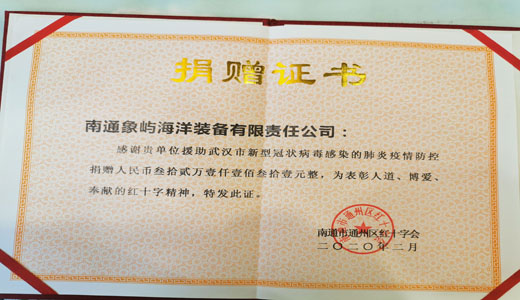 捐赠证书
南通象屿海洋装备有限责任公司：
感谢贵单位援助武汉市新型冠状病毒感染的肺炎疫情防控
捐赠人民币叁拾贰万壹仟壹佰叁拾壹元整，为表彰人道、博爱、
奉献的红十字精神，特发此证。
南通市通州区红十字会
二〇二〇年二月